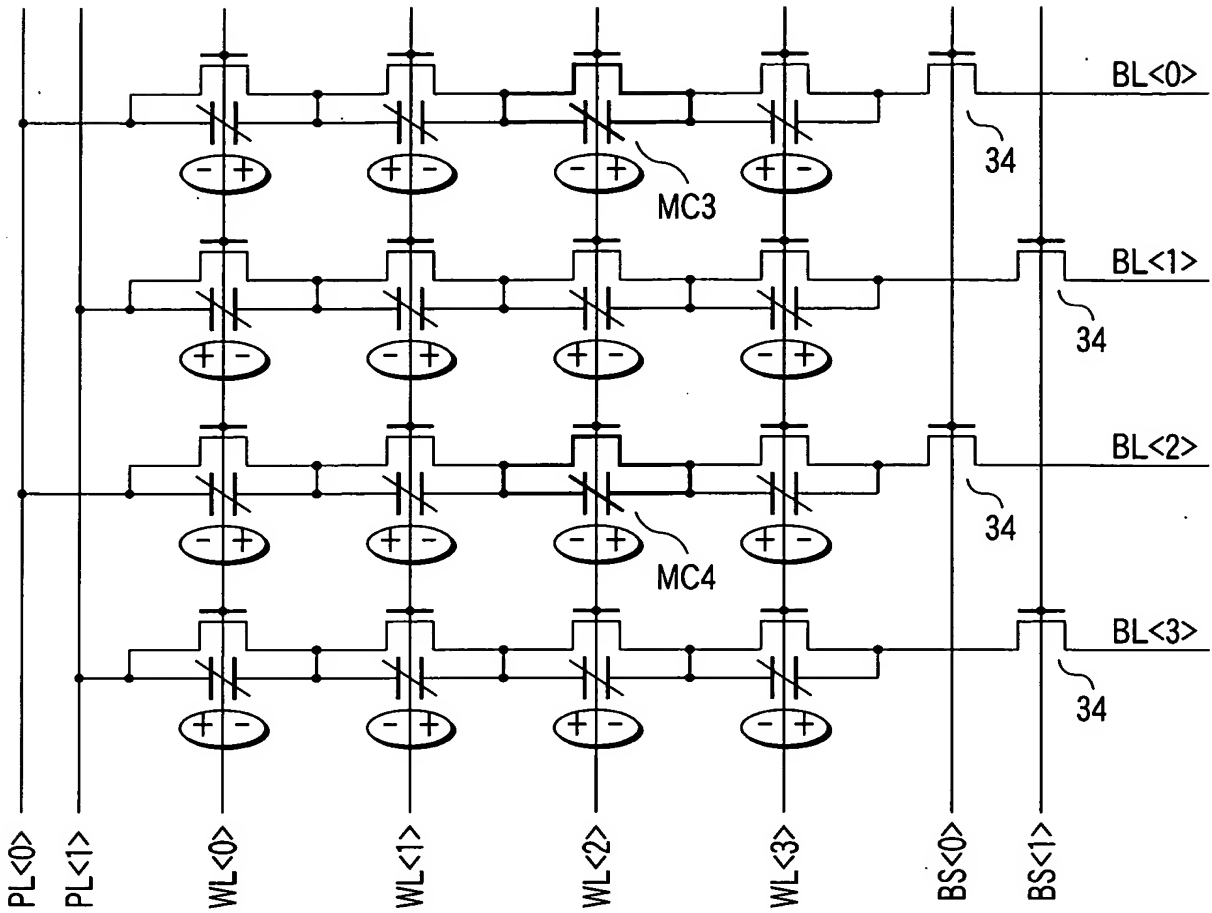 BL<0>
34
- + + - - + + -
MC3
BL<1>
34
+ - - + + - - +
BL<2>
34
- + + - - + + -
MC4
BL<3>
34
+ - - + + - - +
PL<0>
PL<1>
WL<0>
WL<1>
WL<2>
WL<3>
BS<0>
BS<1>